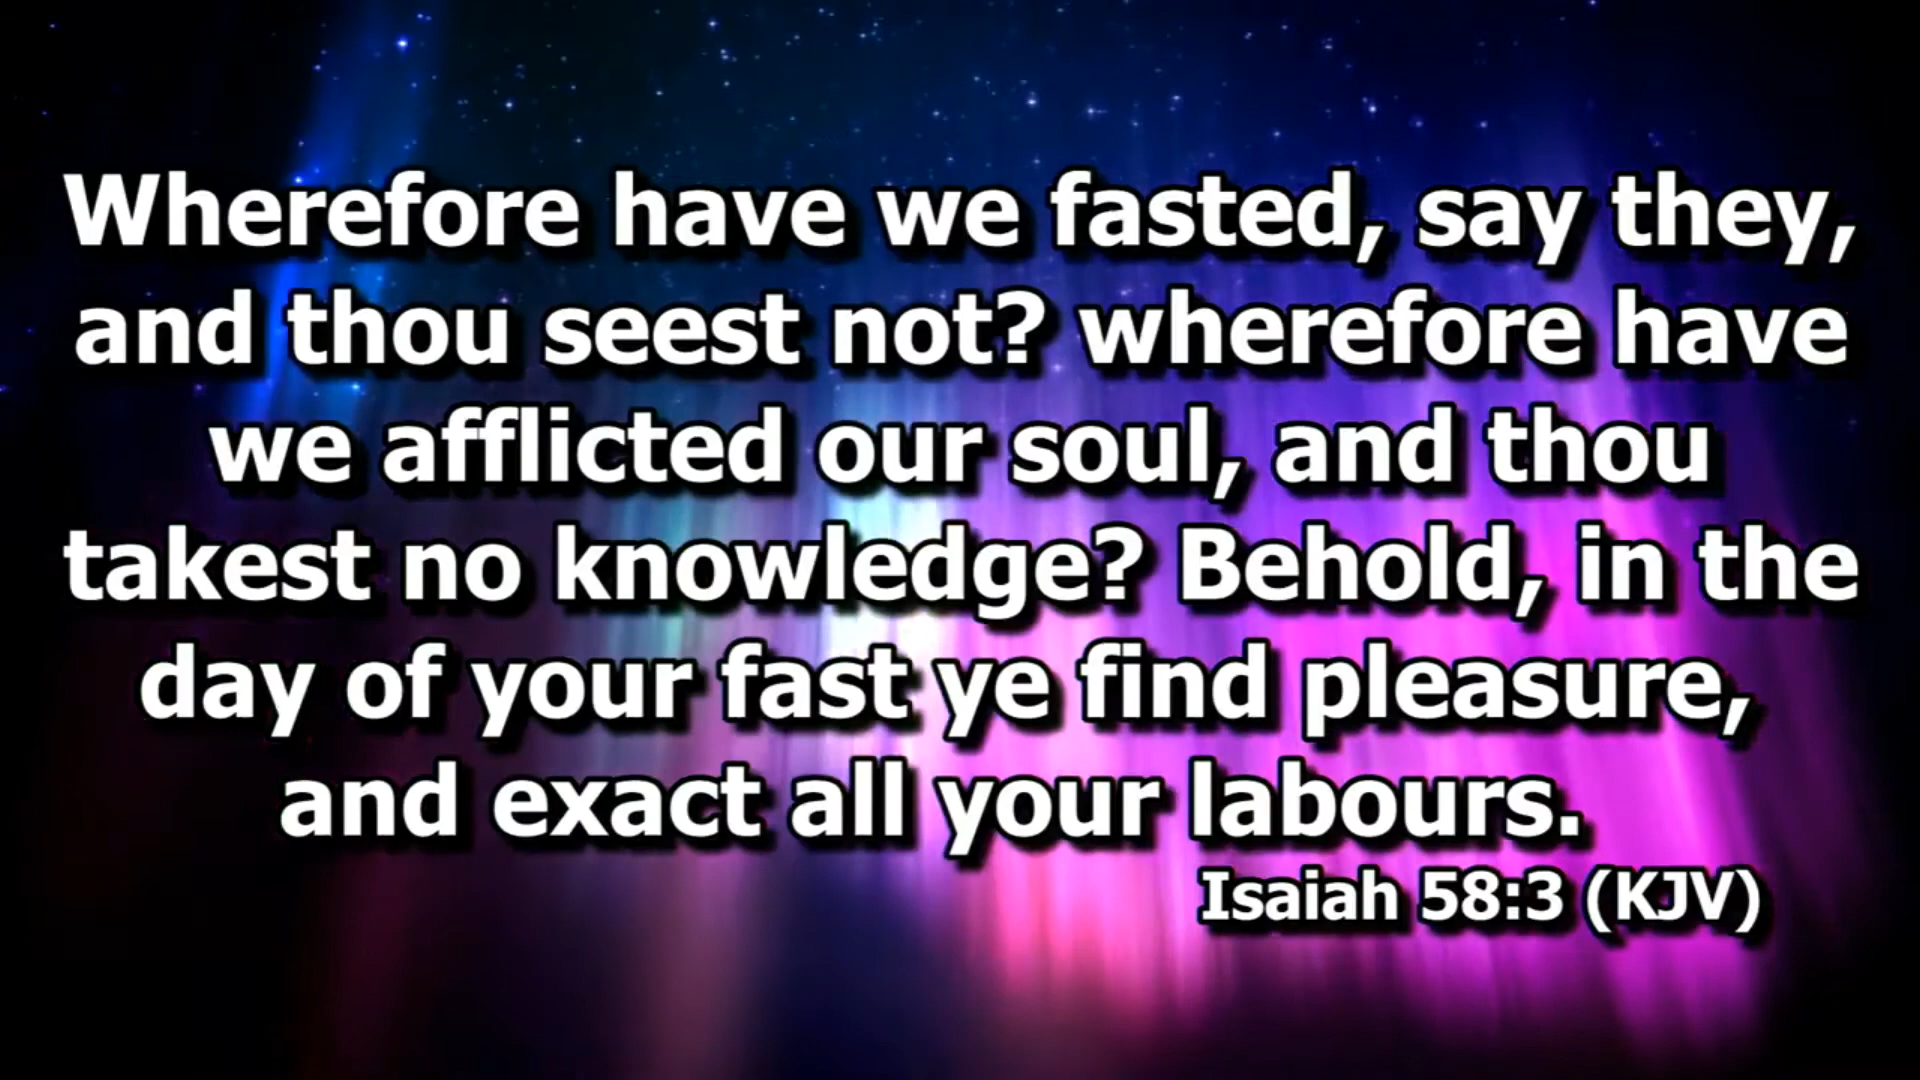 Wherefore have we fasted, say they,
and thou seest not? wherefore have
we afflicted our soul, and thou
takest no knowledge? Behold, in the
day of your fast ye find pleasure,
and exact all your labours.
Isaiah 58:3 (KJV)